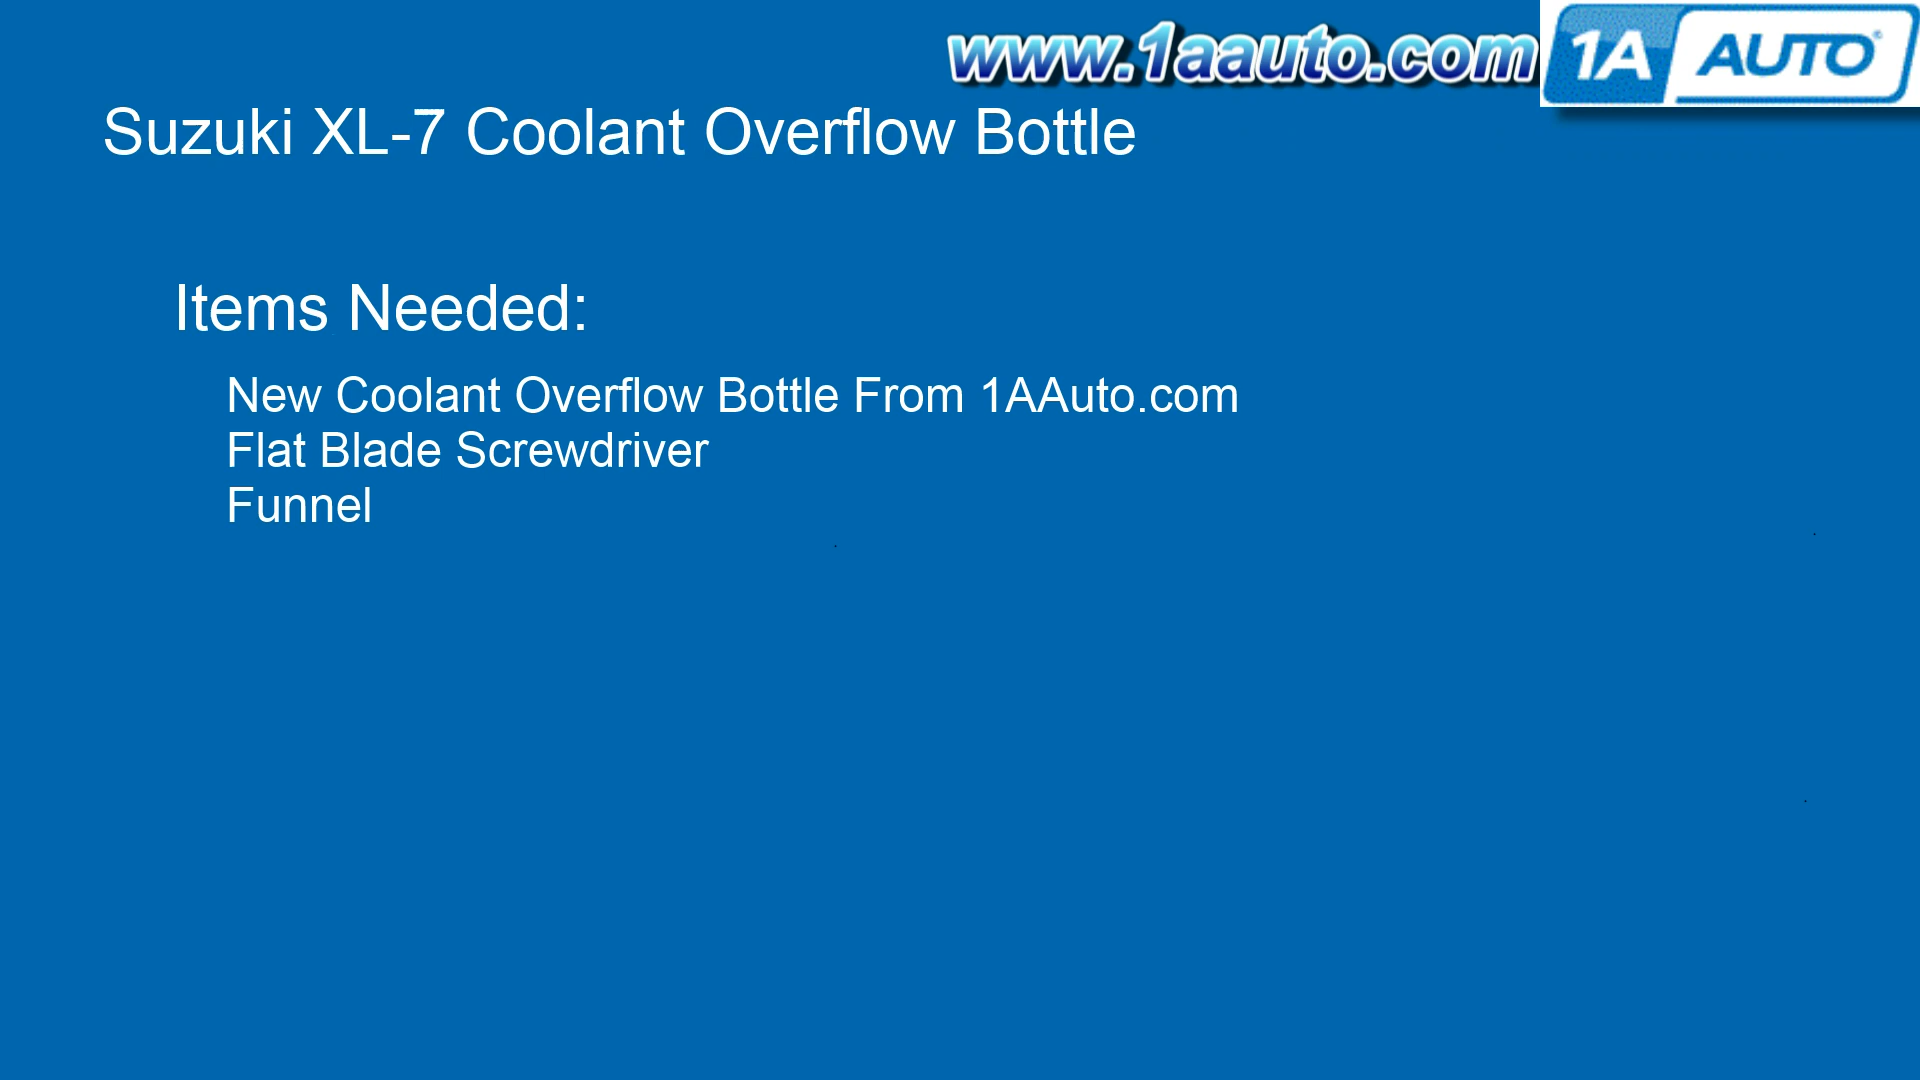 www.1aauto.com
1A AUTO
Suzuki XL-7 Coolant Overflow Bottle
Items Needed:
New Coolant Overflow Bottle From 1AAuto.com
Flat Blade Screwdriver
Funnel